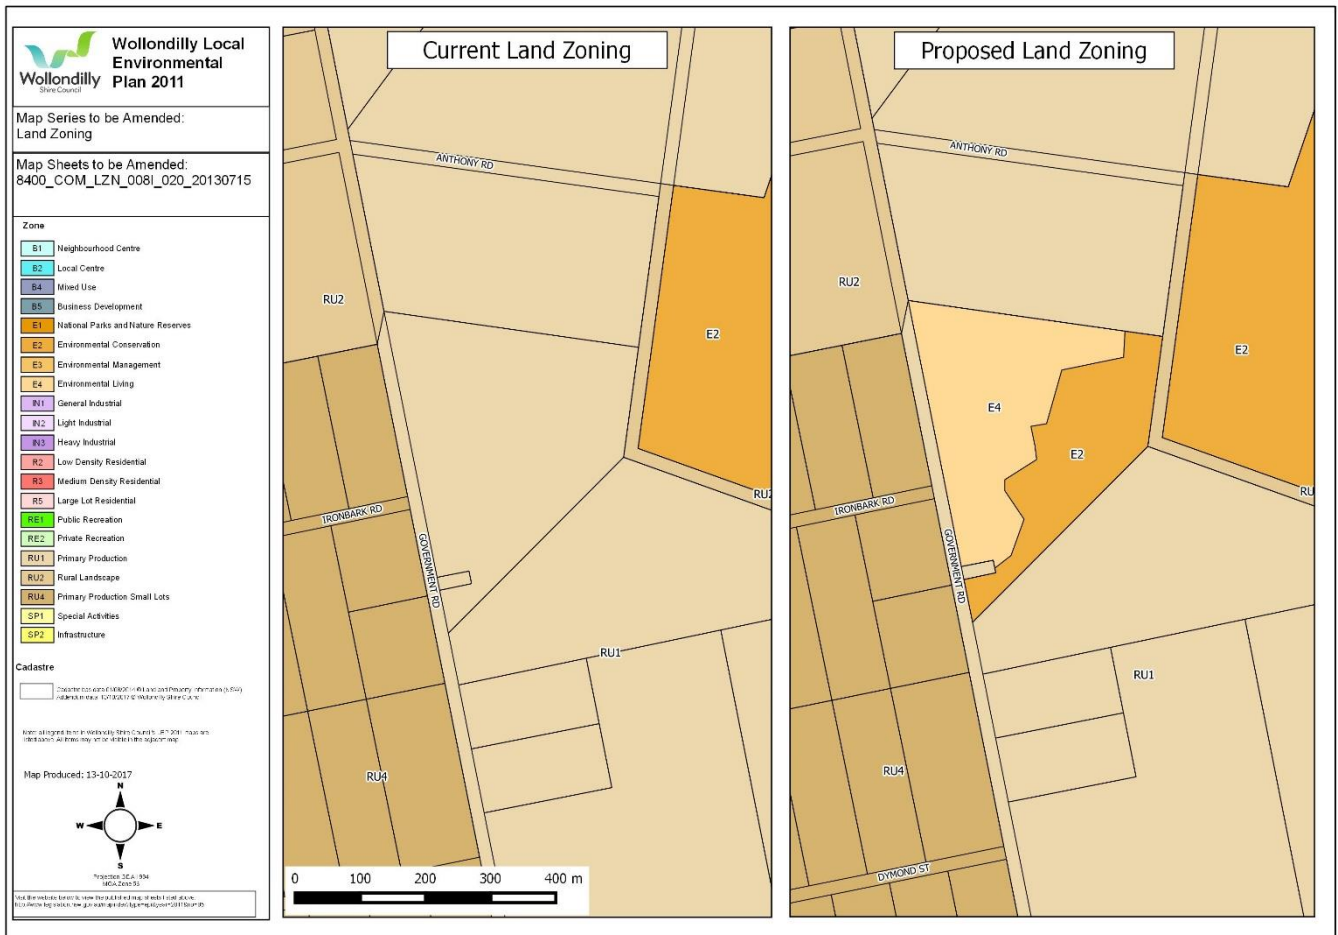 Wollondilly
Shire Council
Wollondilly Local
Environmental
Plan 2011
Map Series to be Amended:
Land Zoning
Map Sheets to be Amended:
8400_COM_LZN_008I_020_20130715
Zone
B1 Neighbourhood Centre
B2 Local Centre
B4 Mixed Use
B5 Business Development
E1 National Parks and Nature Reserves
E2 Environmental Conservation
E3 Environmental Management
E4 Environmental Living
IN1 General Industrial
IN2 Light Industrial
IN3 Heavy Industrial
R2 Low Density Residential
R3 Medium Density Residential
R5 Large Lot Residential
RE1 Public Recreation
RE2 Private Recreation
RU1 Primary Production
RU2 Rural Landscape
RU4 Primary Production Small Lots
SP1 Special Activities
SP2 Infrastructure
Cadastre
Map Produced: 13-10-2017
N
W E
S
Current Land Zoning
ANTHONY RD
RU2
E2
RU2
IRONBARK RD
GOVERNMENT RD
RU1
RU4
0 100 200 300 400 m
Proposed Land Zoning
ANTHONY RD
RU2
E2
E4
E2
RU
IRONBARK RD
GOVERNMENT RD
RU1
RU4
DYMOND ST